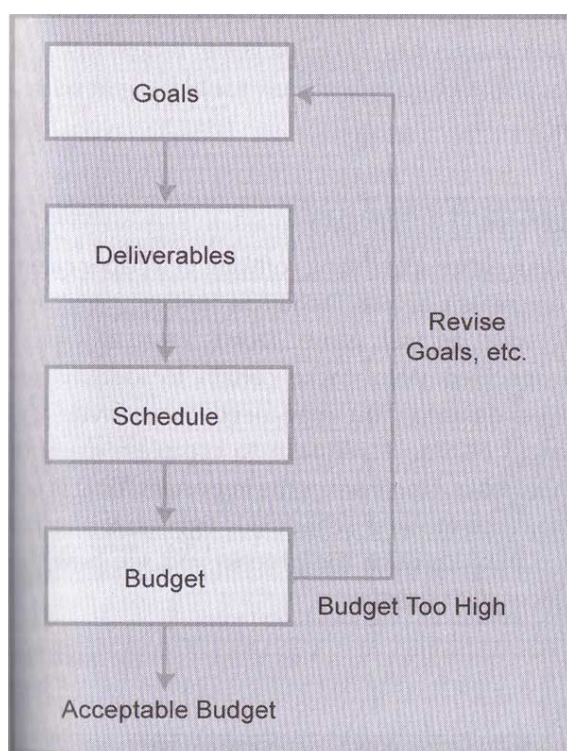 Goals
Deliverables
Revise
Goals, etc.
Schedule
Budget
Budget Too High
Acceptable Budget